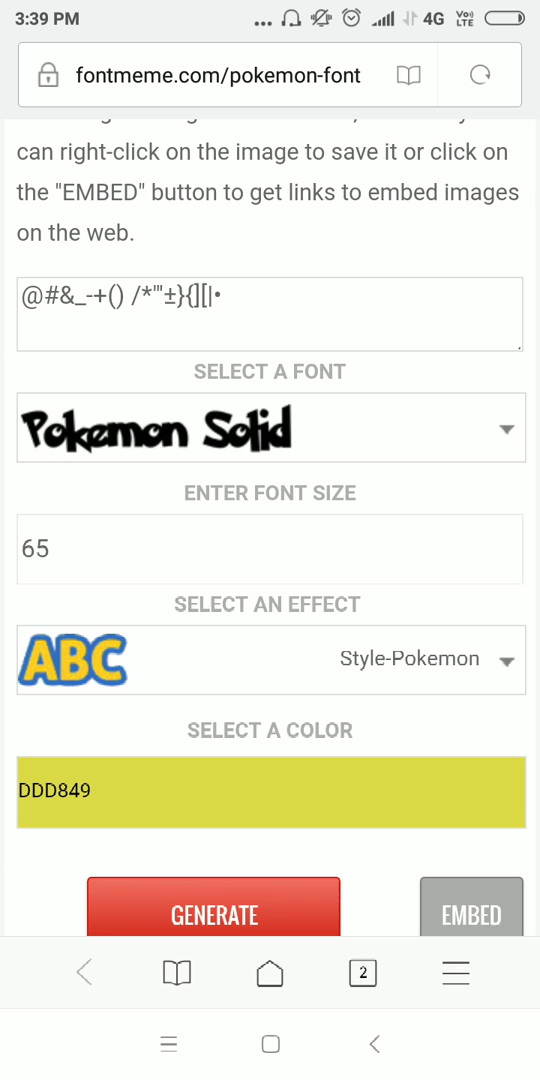 3:39 PM
4G
Vo))
LTE
fontmeme.com/pokemon-font
can right-click on the image to save it or click on
the "EMBED" button to get links to embed images
on the web.
@#&_-+() /*"'±}{][|•
SELECT A FONT
Pokemon Solid
ENTER FONT SIZE
65
SELECT AN EFFECT
ABC
Style-Pokemon
SELECT A COLOR
DDD849
GENERATE
EMBED
2